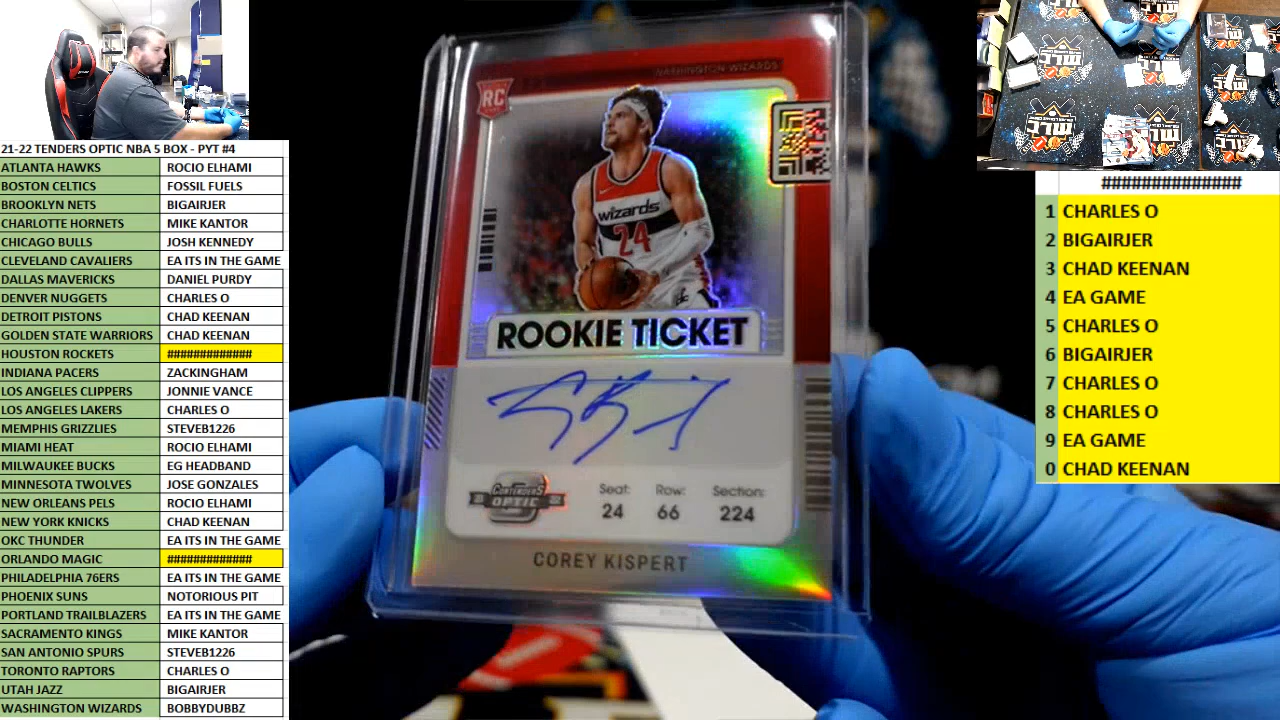 21-22 TENDERS OPTIC NBA 5 BOX - PYT #4
ATLANTA HAWKS ROCIO ELHAMI
BOSTON CELTICS FOSSIL FUELS
BROOKLYN NETS BIGAIRJER
CHARLOTTE HORNETS MIKE KANTOR
CHICAGO BULLS JOSH KENNEDY
CLEVELAND CAVALIERS EA ITS IN THE GAME
DALLAS MAVERICKS DANIEL PURDY
DENVER NUGGETS CHARLES O
DETROIT PISTONS CHAD KEENAN
GOLDEN STATE WARRIORS CHAD KEENAN
HOUSTON ROCKETS #############
INDIANA PACERS ZACKINGHAM
LOS ANGELES CLIPPERS JONNIE VANCE
LOS ANGELES LAKERS CHARLES O
MEMPHIS GRIZZLIES STEVEB1226
MIAMI HEAT ROCIO ELHAMI
MILWAUKEE BUCKS EG HEADBAND
MINNESOTA TWOLVES JOSE GONZALES
NEW ORLEANS PELS ROCIO ELHAMI
NEW YORK KNICKS CHAD KEENAN
OKC THUNDER EA ITS IN THE GAME
ORLANDO MAGIC #############
PHILADELPHIA 76ERS EA ITS IN THE GAME
PHOENIX SUNS NOTORIOUS PIT
PORTLAND TRAILBLAZERS EA ITS IN THE GAME
SACRAMENTO KINGS MIKE KANTOR
SAN ANTONIO SPURS STEVEB1226
TORONTO RAPTORS CHARLES O
UTAH JAZZ BIGAIRJER
WASHINGTON WIZARDS BOBBYDUBBZ
WASHINGTON WIZARDS
RC
wizards
24
ROOKIE TICKET
CONTENDERS
OPTIC
Seat: Row: Section:
24 66 224
COREY KISPERT
MLC
MLC
MLC
##############
1 CHARLES O
2 BIGAIRJER
3 CHAD KEENAN
4 EA GAME
5 CHARLES O
6 BIGAIRJER
7 CHARLES O
8 CHARLES O
9 EA GAME
0 CHAD KEENAN